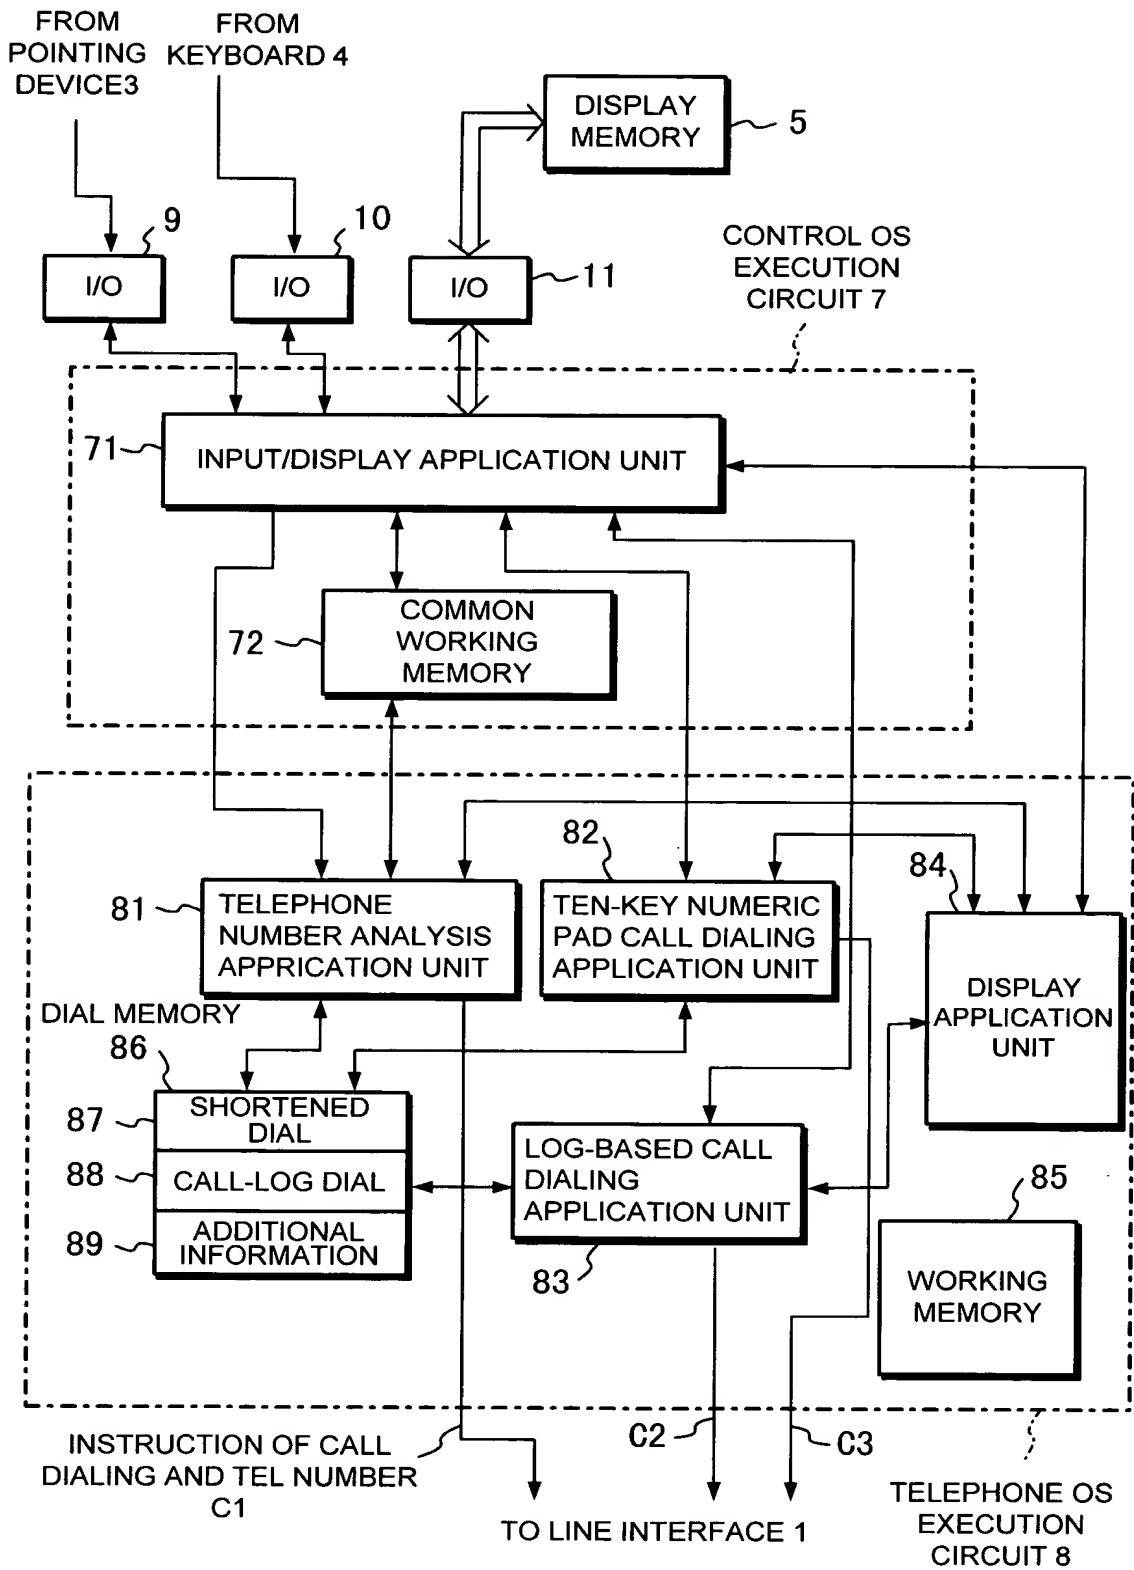 FROM
POINTING
DEVICE3
FROM
KEYBOARD 4
DISPLAY
MEMORY
5
9
10
11
I/O
I/O
I/O
CONTROL OS
EXECUTION
CIRCUIT 7
71
INPUT/DISPLAY APPLICATION UNIT
72
COMMON
WORKING
MEMORY
81
TELEPHONE
NUMBER ANALYSIS
APPRICATION UNIT
82
TEN-KEY NUMERIC
PAD CALL DIALING
APPLICATION UNIT
84
DISPLAY
APPLICATION
UNIT
DIAL MEMORY
86
87
SHORTENED
DIAL
88
CALL-LOG DIAL
89
ADDITIONAL
INFORMATION
LOG-BASED CALL
DIALING
APPLICATION UNIT
83
85
WORKING
MEMORY
INSTRUCTION OF CALL
DIALING AND TEL NUMBER
C1
C2
C3
TO LINE INTERFACE 1
TELEPHONE OS
EXECUTION
CIRCUIT 8